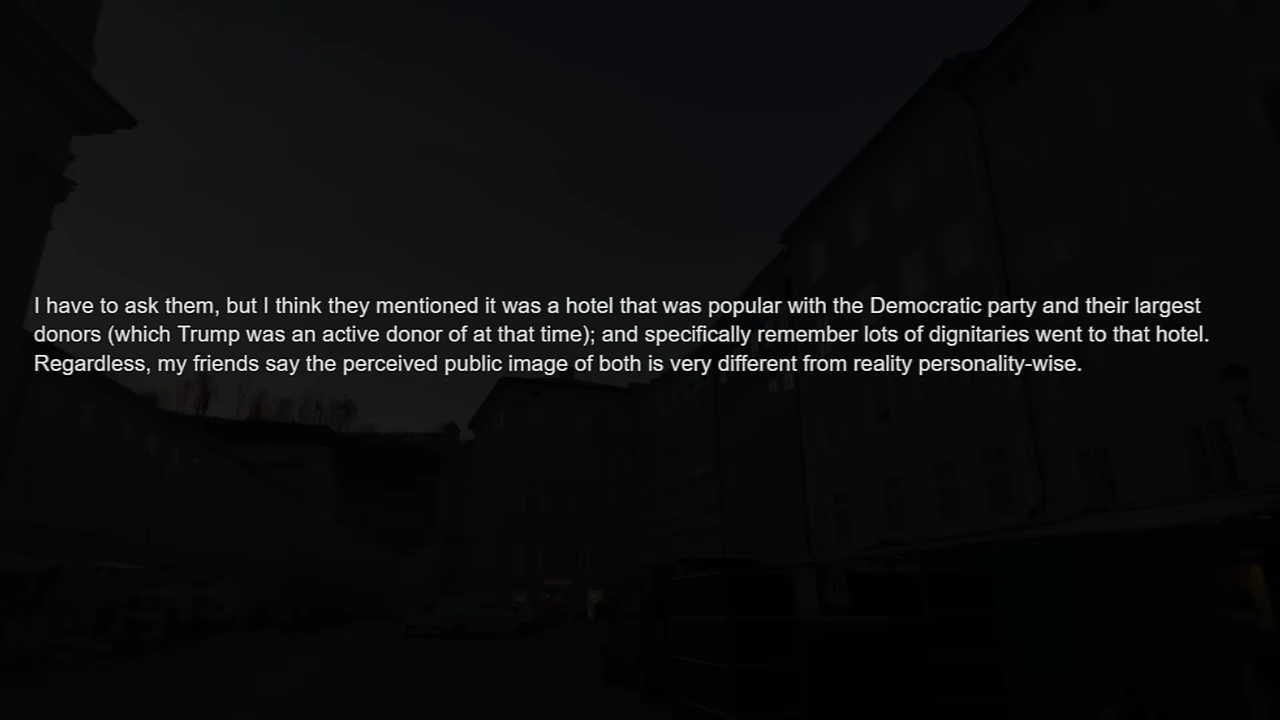 I have to ask them, but I think they mentioned it was a hotel that was popular with the Democratic party and their largest
donors (which Trump was an active donor of at that time); and specifically remember lots of dignitaries went to that hotel.
Regardless, my friends say the perceived public image of both is very different from reality personality-wise.